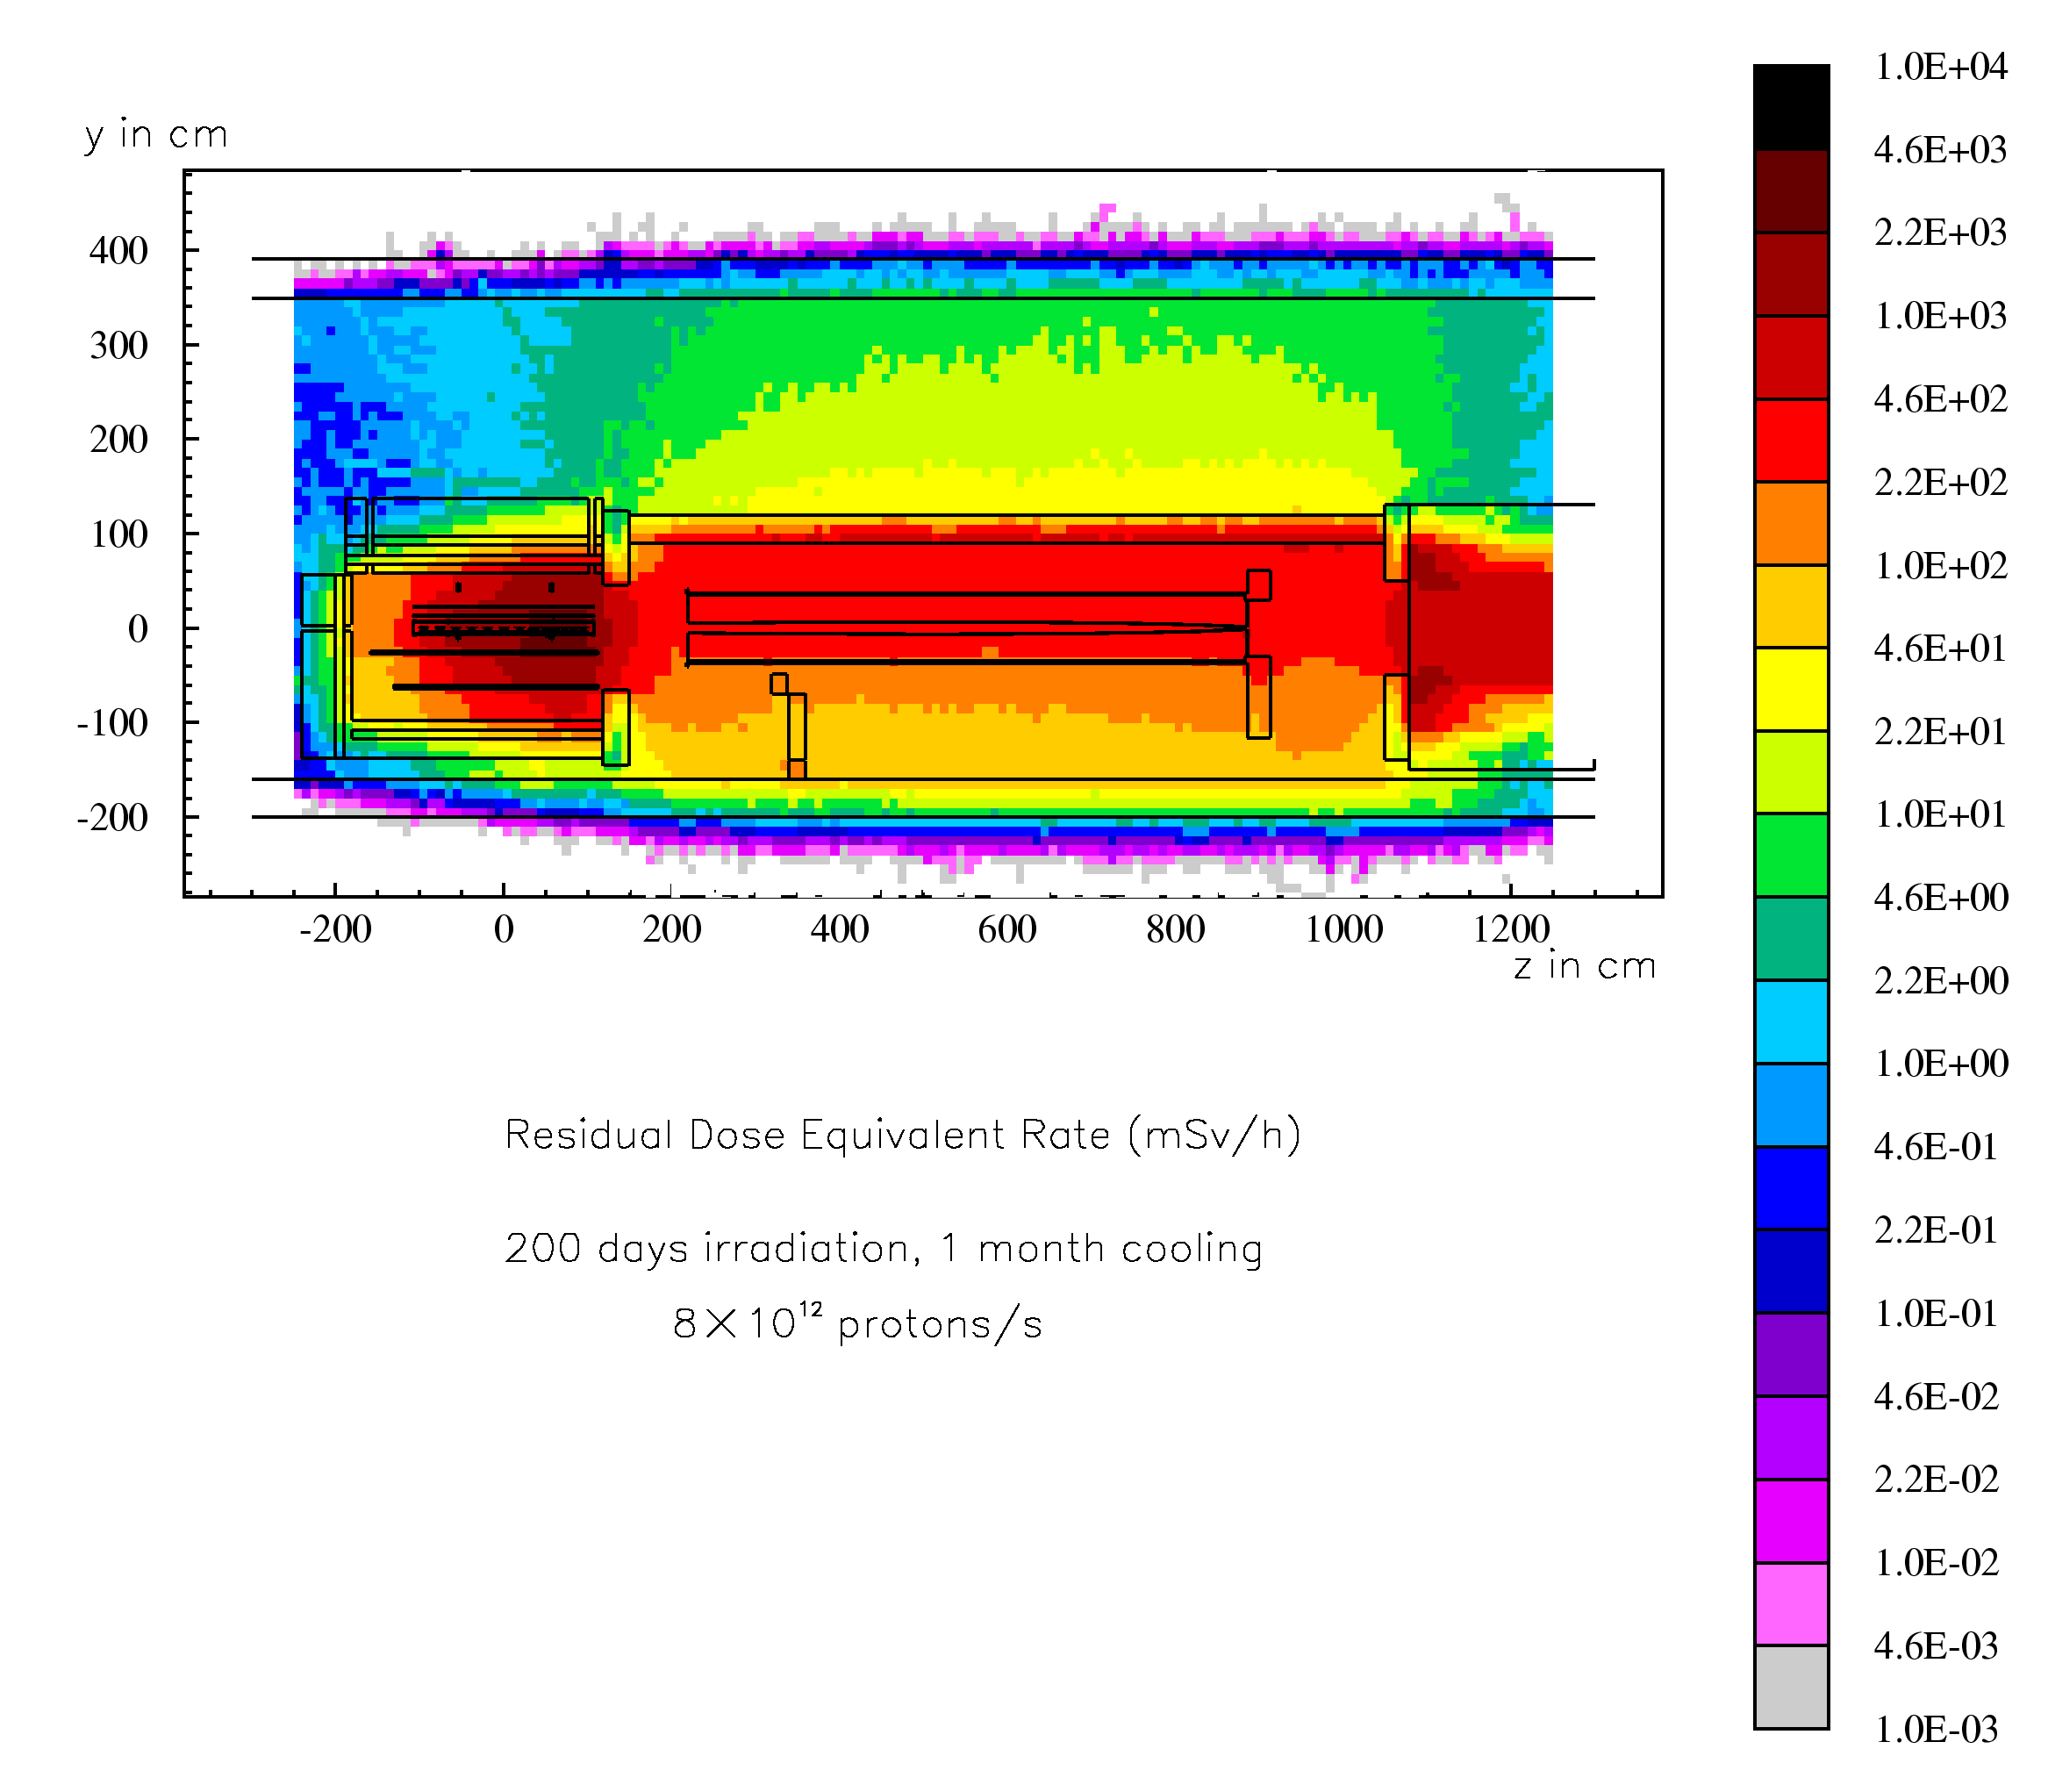 y in cm
400
300
200
100
0
-100
-200
-200 0 200 400 600 800 1000 1200
z in cm
Residual Dose Equivalent Rate (mSv/h)
200 days irradiation, 1 month cooling
8×10¹² protons/s
1.0E+04
4.6E+03
2.2E+03
1.0E+03
4.6E+02
2.2E+02
1.0E+02
4.6E+01
2.2E+01
1.0E+01
4.6E+00
2.2E+00
1.0E+00
4.6E-01
2.2E-01
1.0E-01
4.6E-02
2.2E-02
1.0E-02
4.6E-03
1.0E-03